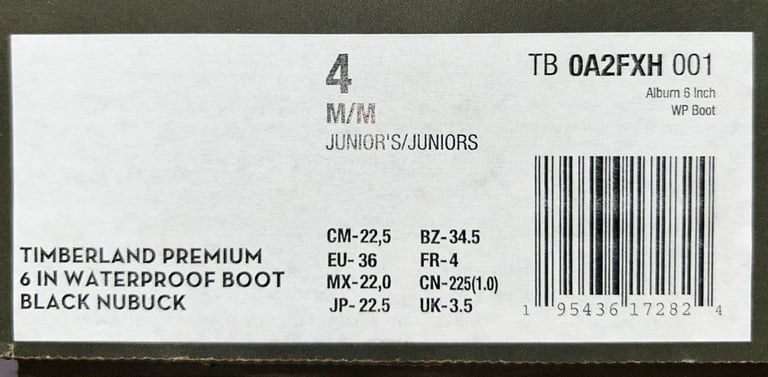 4
M/M
JUNIOR'S/JUNIORS
TB 0A2FXH 001
Album 6 Inch
WP Boot
TIMBERLAND PREMIUM
6 IN WATERPROOF BOOT
BLACK NUBUCK
CM-22,5 BZ-34.5
EU- 36 FR-4
MX-22,0 CN-225(1.0)
JP- 22.5 UK-3.5
1 95436 17282 4